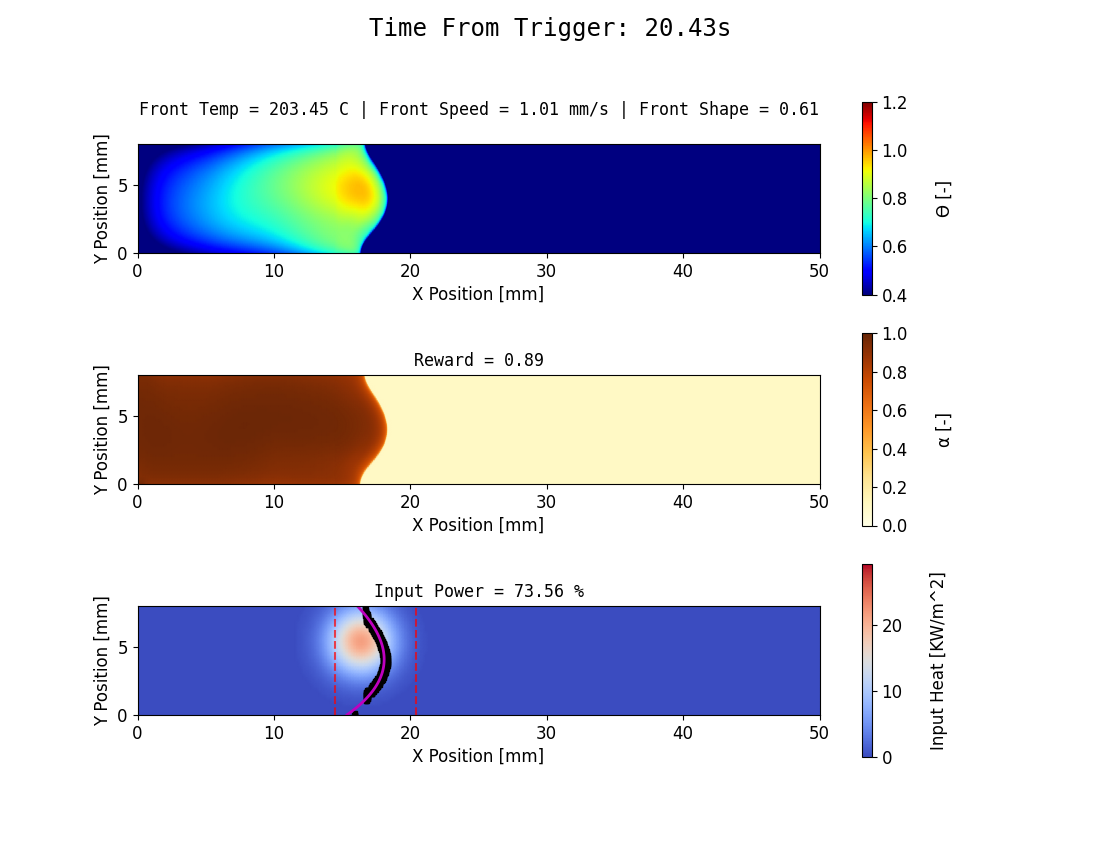 Time From Trigger: 20.43s
Front Temp = 203.45 C | Front Speed = 1.01 mm/s | Front Shape = 0.61
Y Position [mm]
5
0
0 10 20 30 40 50
X Position [mm]
1.2
1.0
0.8
0.6
0.4
Θ [-]
Reward = 0.89
Y Position [mm]
5
0
0 10 20 30 40 50
X Position [mm]
1.0
0.8
0.6
0.4
0.2
0.0
α [-]
Input Power = 73.56 %
Y Position [mm]
5
0
0 10 20 30 40 50
X Position [mm]
20
10
0
Input Heat [KW/m^2]